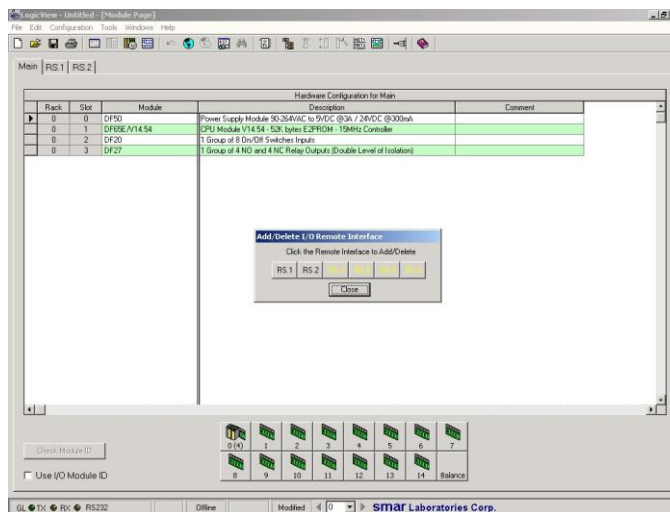 LogicView - Untitled - [Module Page]
File Edit Configuration Tools Windows Help
Main RS.1 RS.2
Hardware Configuration for Main
Rack Slot Module Description Comment
0 0 DF50 Power Supply Module 90-264VAC to 5VDC @3A / 24VDC @300mA
0 1 DF65E/V14.54 CPU Module V14.54 - 52K bytes E2PROM - 15MHz Controller
0 2 DF20 1 Group of 8 On/Off Switches Inputs
0 3 DF27 1 Group of 4 NO and 4 NC Relay Outputs (Double Level of Isolation)
Add/Delete I/O Remote Interface
Click the Remote Interface to Add/Delete
RS.1 RS.2
Close
0 (4) 1 2 3 4 5 6 7
8 9 10 11 12 13 14 Balance
Check Module ID
Use I/O Module ID
GL TX RX RS232 Offline Modified 0 smar Laboratories Corp.